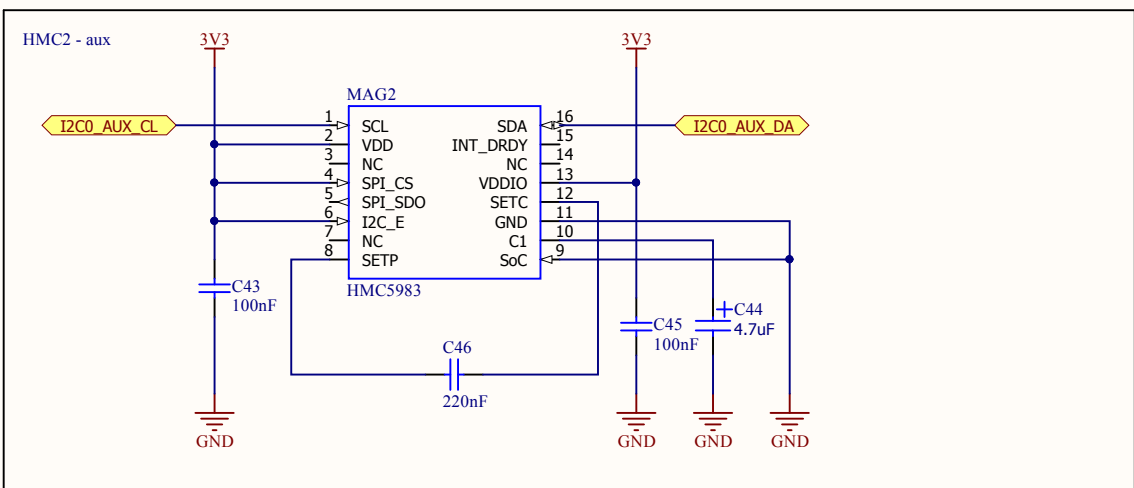 HMC2 - aux
3V3
3V3
MAG2
I2C0_AUX_CL
1 SCL
2 VDD
3 NC
4 SPI_CS
5 SPI_SDO
6 I2C_E
7 NC
8 SETP
SDA 16
INT_DRDY 15
NC 14
VDDIO 13
SETC 12
GND 11
C1 10
SoC 9
I2C0_AUX_DA
HMC5983
C43
100nF
C46
220nF
C45
100nF
C44
4.7uF
GND
GND
GND
GND